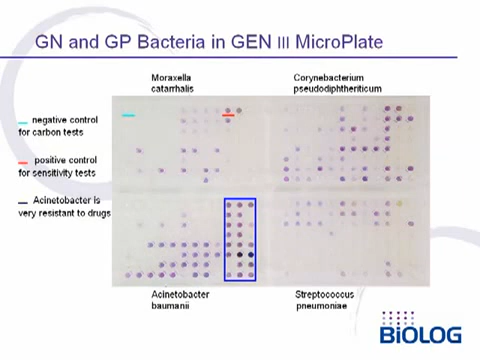 GN and GP Bacteria in GEN III MicroPlate
Moraxella
catarrhalis
Corynebacterium
pseudodiphtheriticum
negative control
for carbon tests
positive control
for sensitivity tests
Acinetobacter is
very resistant to drugs
Acinetobacter
baumanii
Streptococcus
pneumoniae
BiOLOG